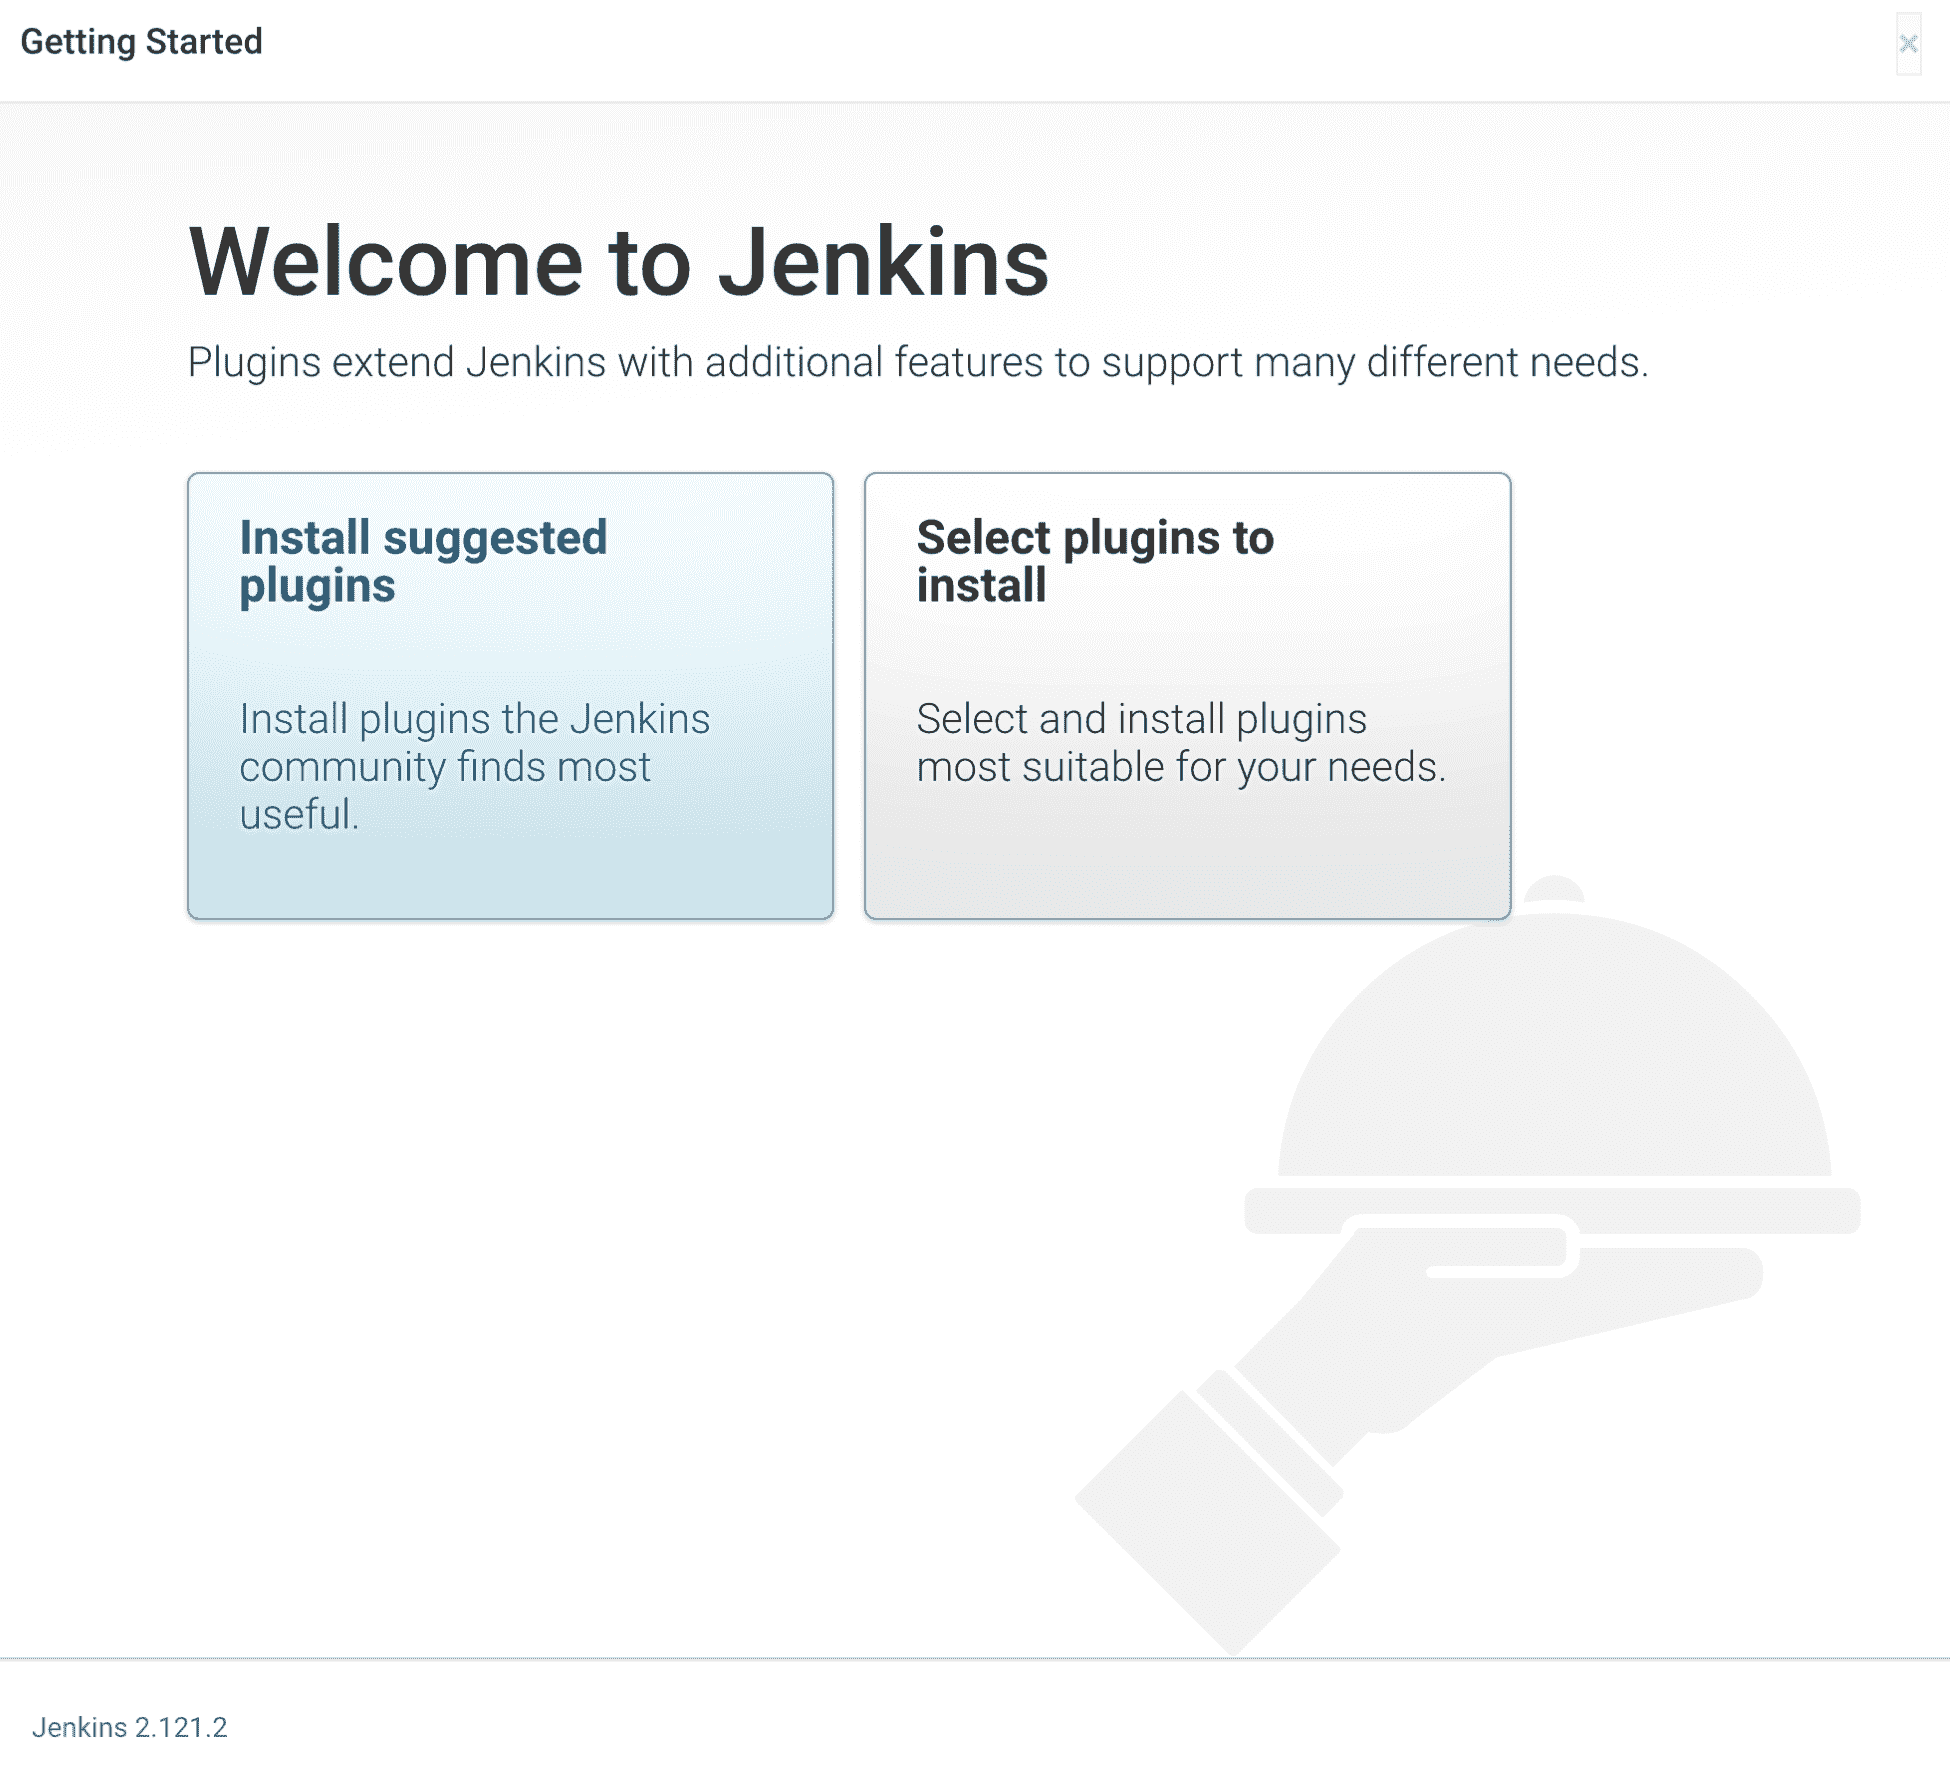 Getting Started
×
Welcome to Jenkins
Plugins extend Jenkins with additional features to support many different needs.
Install suggested
plugins
Install plugins the Jenkins
community finds most
useful.
Select plugins to
install
Select and install plugins
most suitable for your needs.
Jenkins 2.121.2